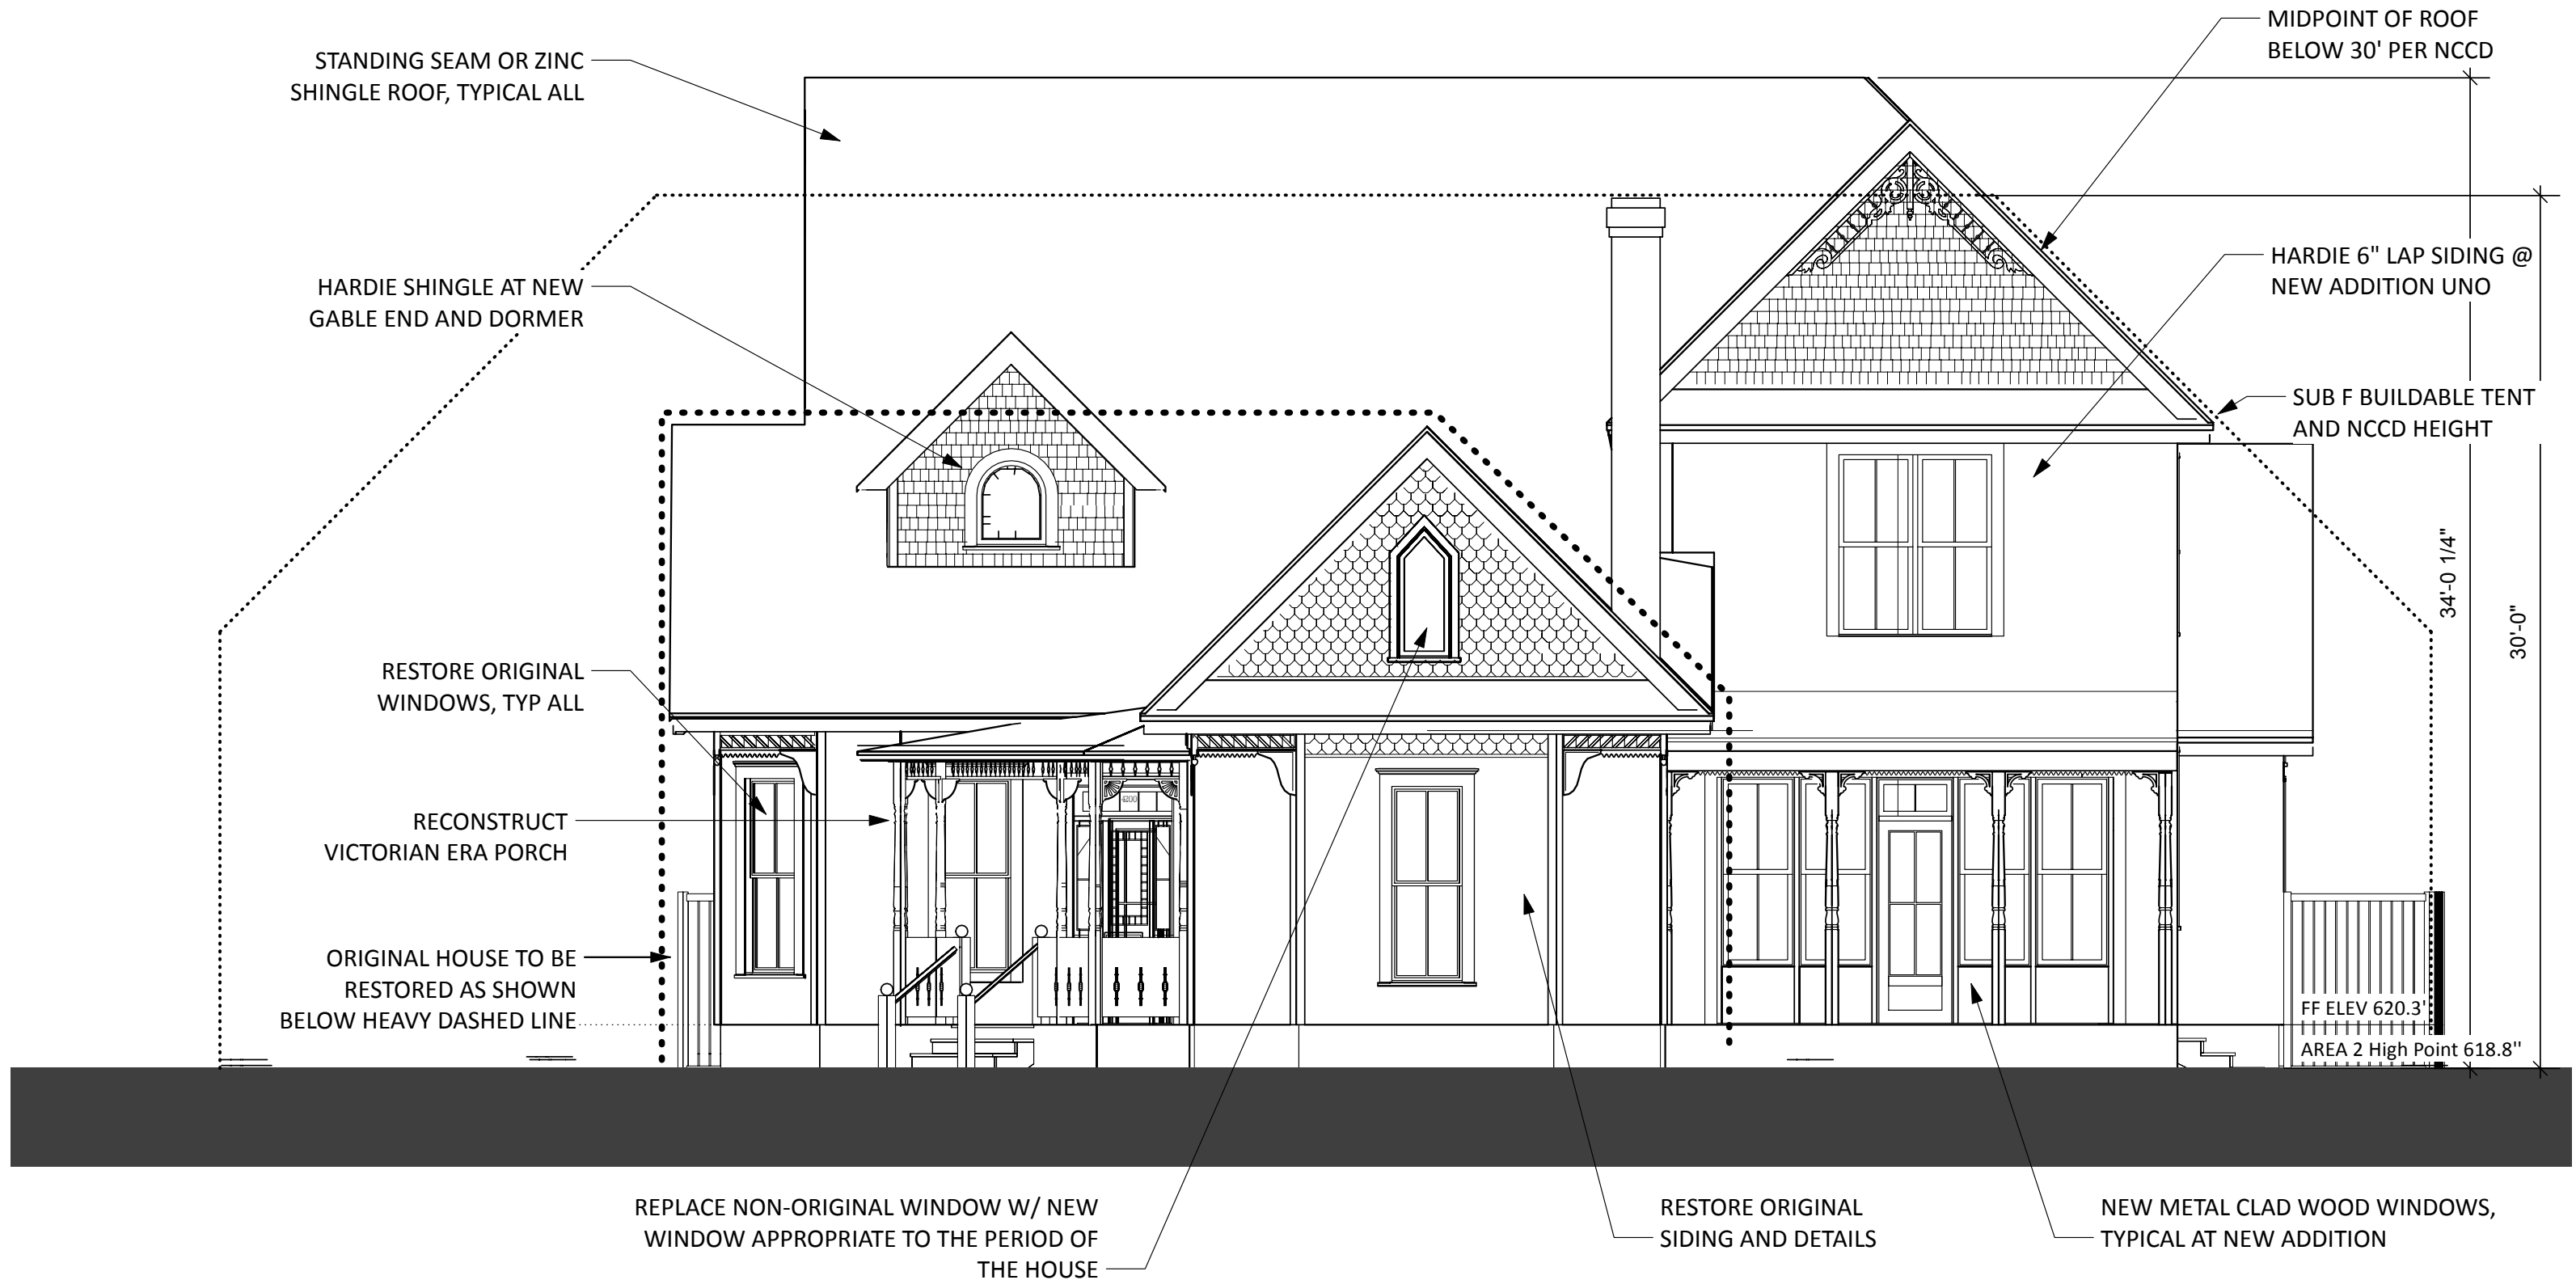 STANDING SEAM OR ZINC
SHINGLE ROOF, TYPICAL ALL
MIDPOINT OF ROOF
BELOW 30' PER NCCD
HARDIE SHINGLE AT NEW
GABLE END AND DORMER
HARDIE 6" LAP SIDING @
NEW ADDITION UNO
SUB F BUILDABLE TENT
AND NCCD HEIGHT
34'-0 1/4"
30'-0"
RESTORE ORIGINAL
WINDOWS, TYP ALL
4200
RECONSTRUCT
VICTORIAN ERA PORCH
ORIGINAL HOUSE TO BE
RESTORED AS SHOWN
BELOW HEAVY DASHED LINE
FF ELEV 620.3'
AREA 2 High Point 618.8''
REPLACE NON-ORIGINAL WINDOW W/ NEW
WINDOW APPROPRIATE TO THE PERIOD OF
THE HOUSE
RESTORE ORIGINAL
SIDING AND DETAILS
NEW METAL CLAD WOOD WINDOWS,
TYPICAL AT NEW ADDITION